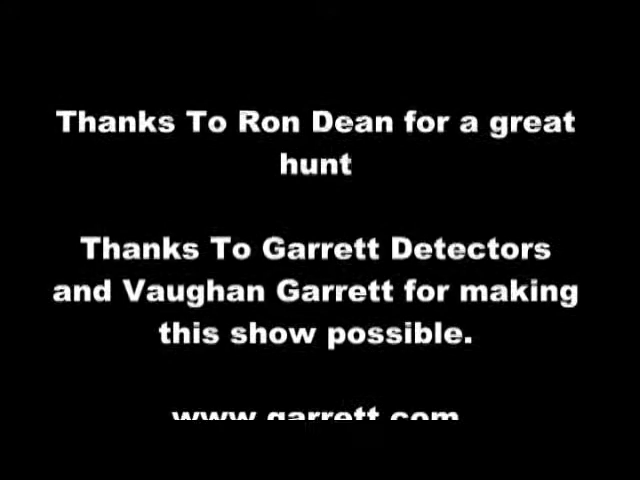 Thanks To Ron Dean for a great
hunt
Thanks To Garrett Detectors
and Vaughan Garrett for making
this show possible.
www.garrett.com